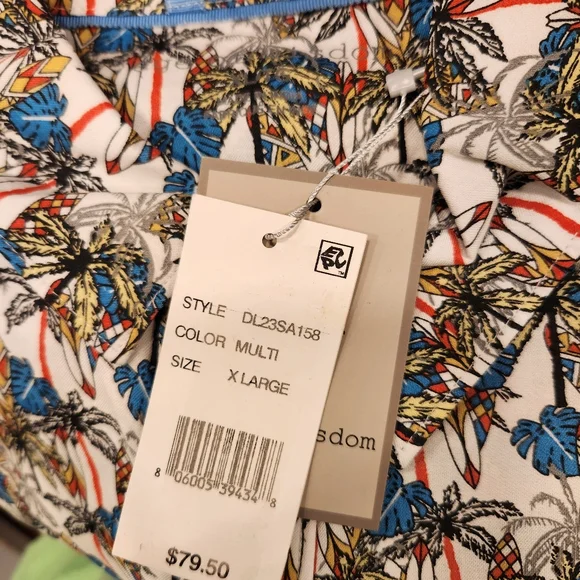 STYLE DL23SA158
COLOR MULTI
SIZE X LARGE
8 06005 39434 8
$79.50
sdom